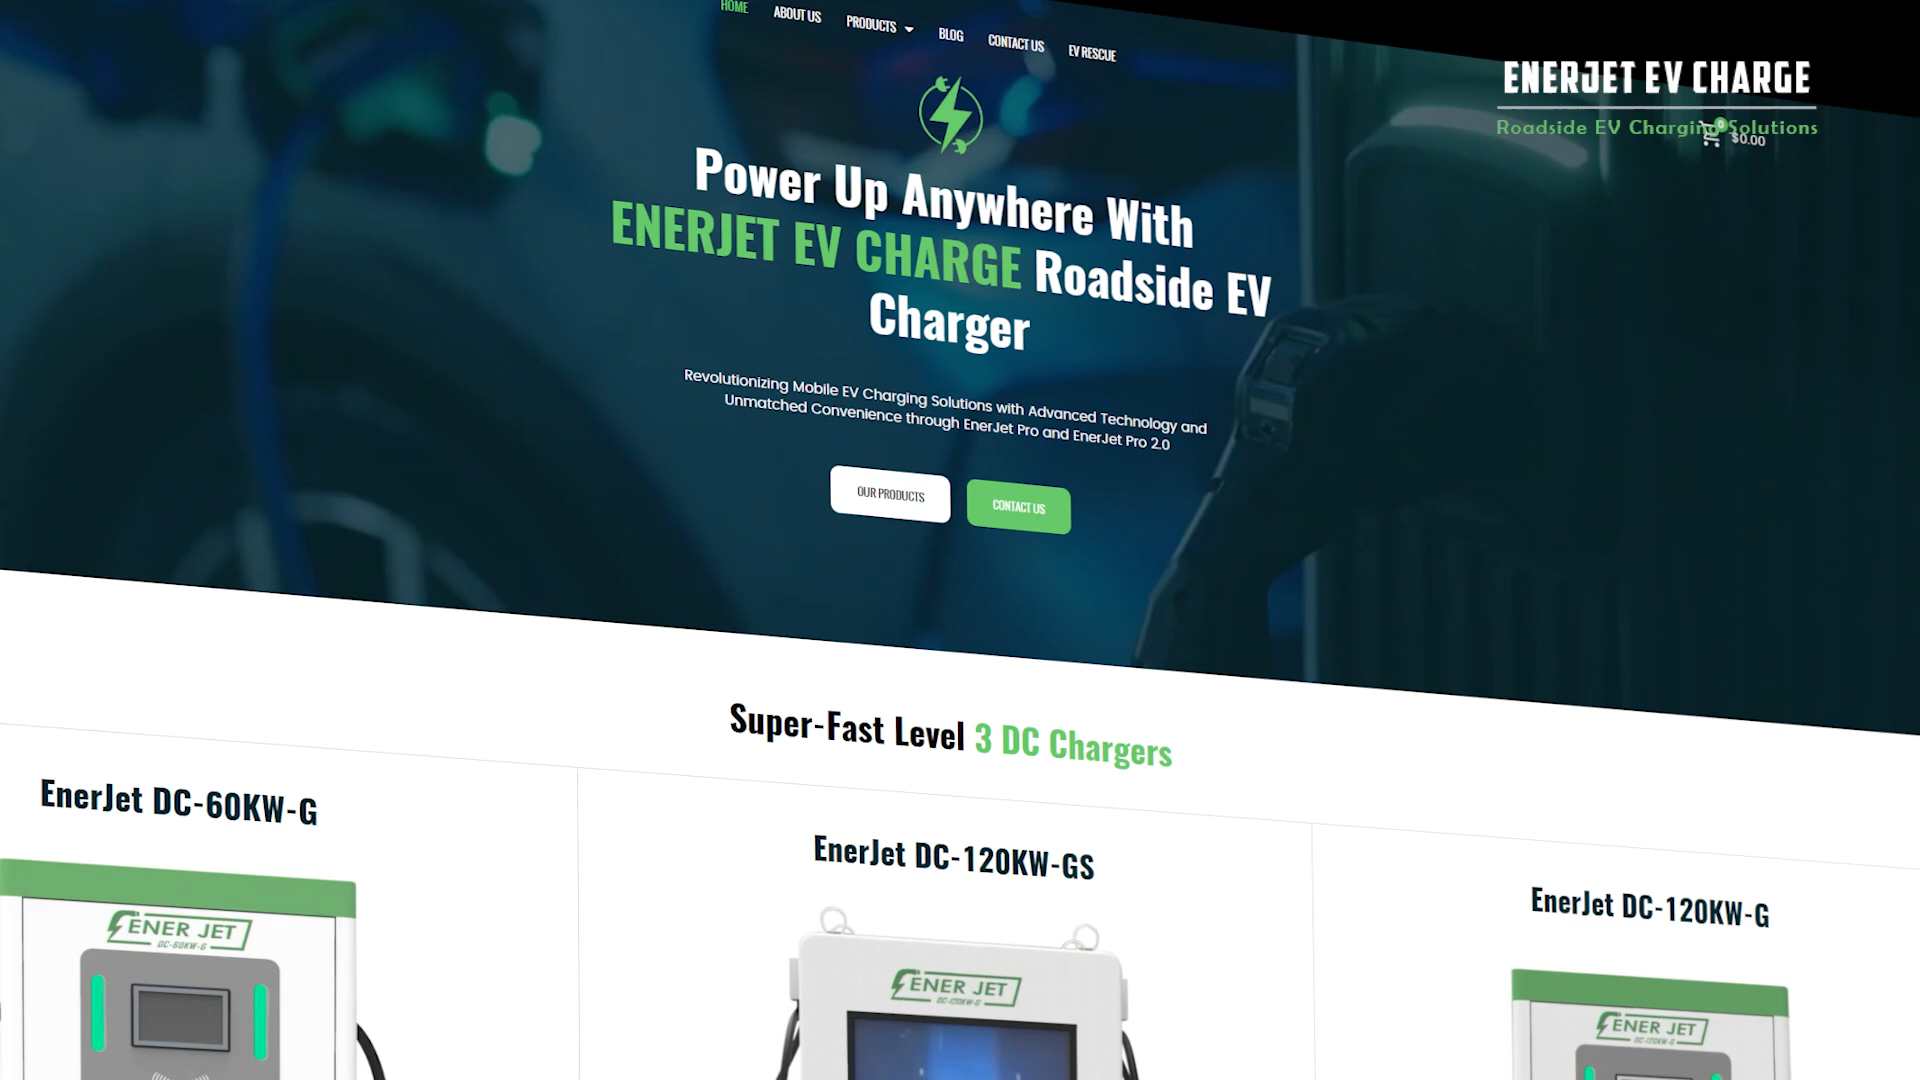 HOME
ABOUT US
PRODUCTS
BLOG
CONTACT US
EV RESCUE
ENERJET EV CHARGE
Roadside EV Charging Solutions
0
$0.00
Power Up Anywhere With
ENERJET EV CHARGE Roadside EV
Charger
Revolutionizing Mobile EV Charging Solutions with Advanced Technology and
Unmatched Convenience through EnerJet Pro and EnerJet Pro 2.0
OUR PRODUCTS
CONTACT US
Super-Fast Level 3 DC Chargers
EnerJet DC-60KW-G
EnerJet DC-120KW-GS
EnerJet DC-120KW-G
ENER JET
DC-60KW-G
ENER JET
DC-120KW-G
ENER JET
DC-120KW-G